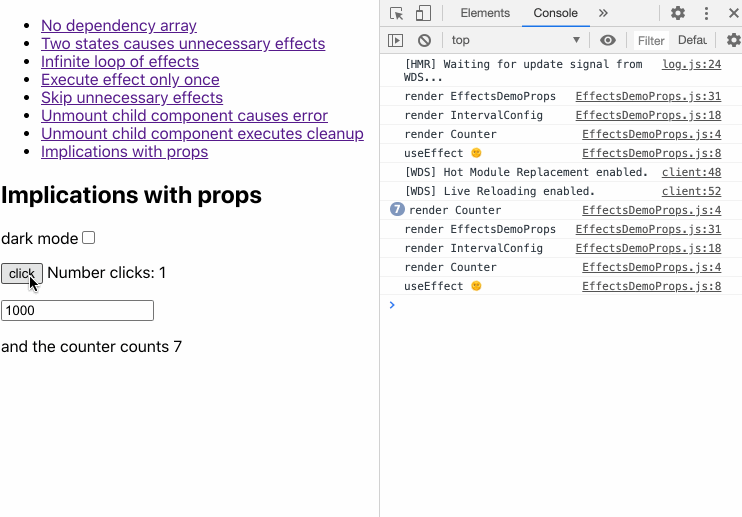 No dependency array
Two states causes unnecessary effects
Infinite loop of effects
Execute effect only once
Skip unnecessary effects
Unmount child component causes error
Unmount child component executes cleanup
Implications with props
Implications with props
dark mode
click Number clicks: 1
1000
and the counter counts 7
Elements Console »
top Filter Defau
[HMR] Waiting for update signal from log.js:24
WDS...
render EffectsDemoProps EffectsDemoProps.js:31
render IntervalConfig EffectsDemoProps.js:18
render Counter EffectsDemoProps.js:4
useEffect EffectsDemoProps.js:8
[WDS] Hot Module Replacement enabled. client:48
[WDS] Live Reloading enabled. client:52
7 render Counter EffectsDemoProps.js:4
render EffectsDemoProps EffectsDemoProps.js:31
render IntervalConfig EffectsDemoProps.js:18
render Counter EffectsDemoProps.js:4
useEffect EffectsDemoProps.js:8